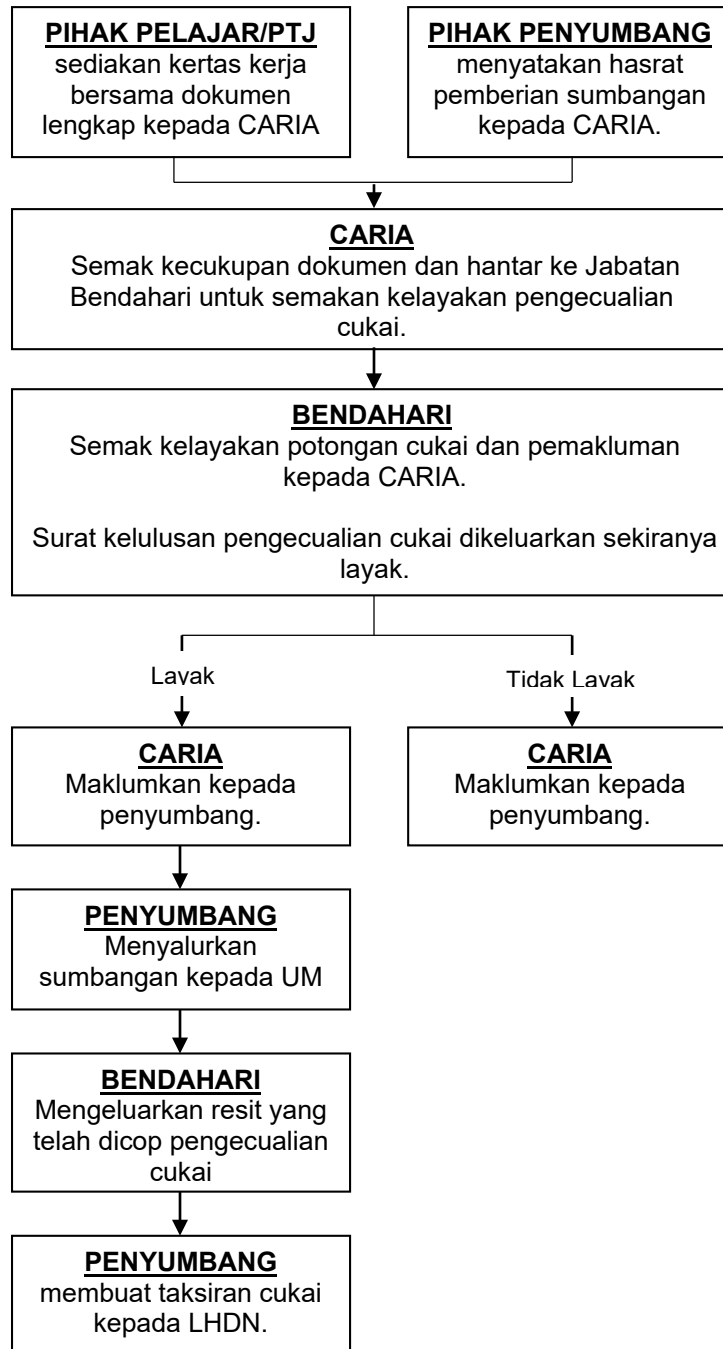 PIHAK PELAJAR/PTJ
sediakan kertas kerja
bersama dokumen
lengkap kepada CARIA
PIHAK PENYUMBANG
menyatakan hasrat
pemberian sumbangan
kepada CARIA.
CARIA
Semak kecukupan dokumen dan hantar ke Jabatan
Bendahari untuk semakan kelayakan pengecualian
cukai.
BENDAHARI
Semak kelayakan potongan cukai dan pemakluman
kepada CARIA.
Surat kelulusan pengecualian cukai dikeluarkan sekiranya
layak.
Layak
Tidak Layak
CARIA
Maklumkan kepada
penyumbang.
CARIA
Maklumkan kepada
penyumbang.
PENYUMBANG
Menyalurkan
sumbangan kepada UM
BENDAHARI
Mengeluarkan resit yang
telah dicop pengecualian
cukai
PENYUMBANG
membuat taksiran cukai
kepada LHDN.